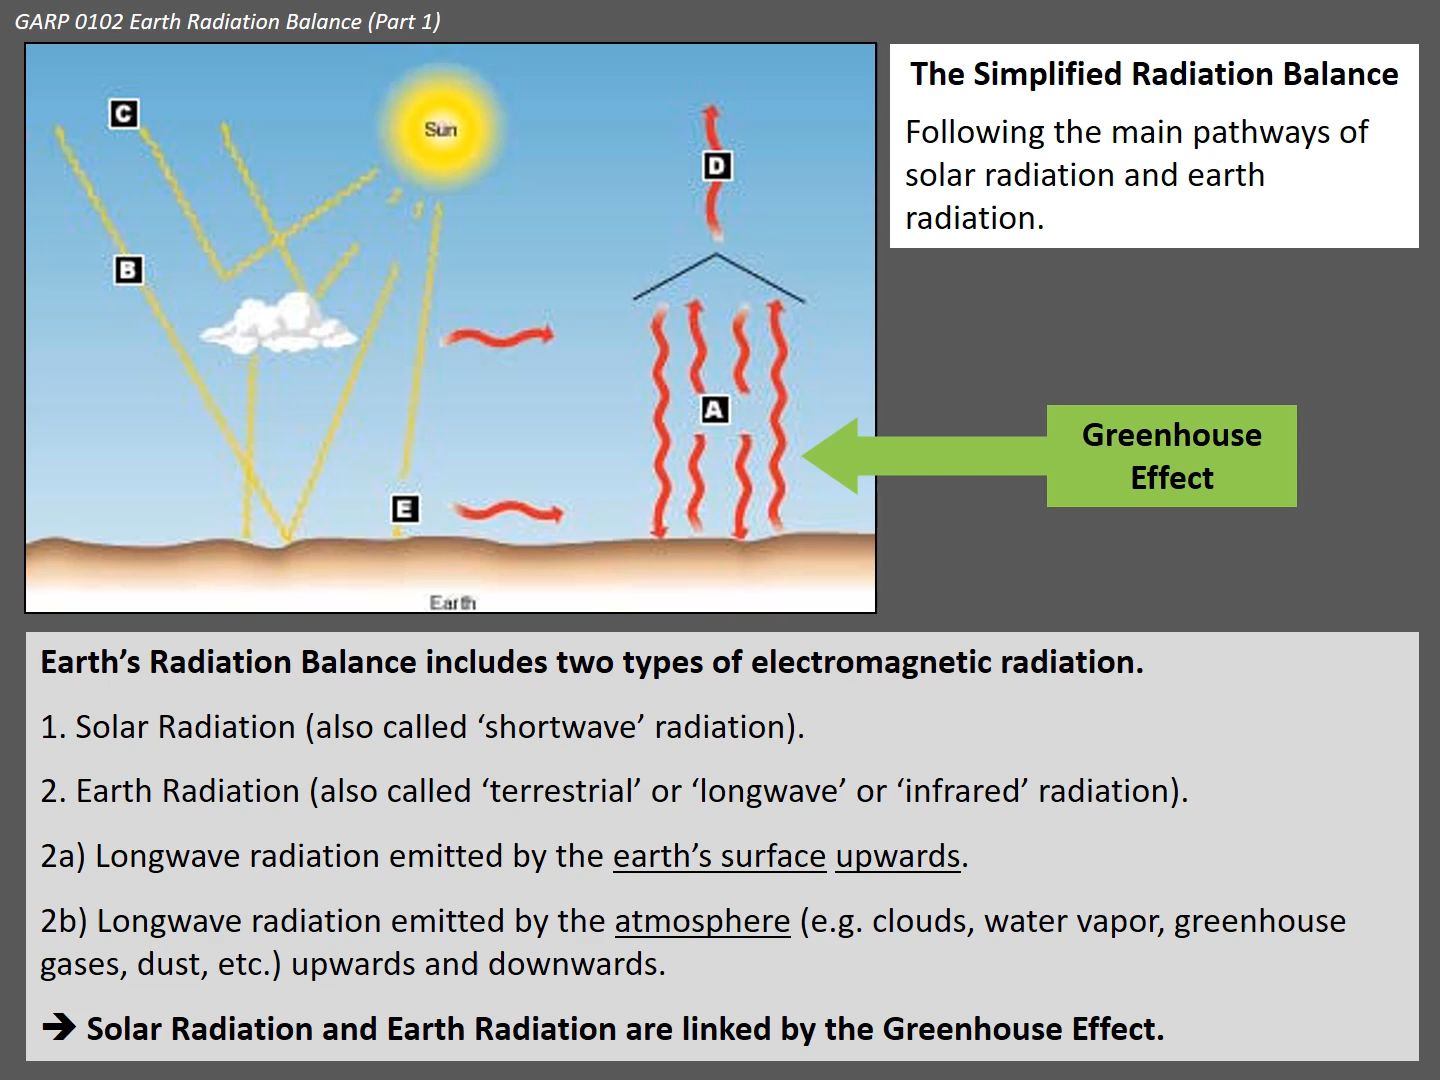 GARP 0102 Earth Radiation Balance (Part 1)
The Simplified Radiation Balance
Following the main pathways of
solar radiation and earth
radiation.
C
Sun
D
B
A
Greenhouse
Effect
E
Earth
Earth’s Radiation Balance includes two types of electromagnetic radiation.
1. Solar Radiation (also called ‘shortwave’ radiation).
2. Earth Radiation (also called ‘terrestrial’ or ‘longwave’ or ‘infrared’ radiation).
2a) Longwave radiation emitted by the earth’s surface upwards.
2b) Longwave radiation emitted by the atmosphere (e.g. clouds, water vapor, greenhouse
gases, dust, etc.) upwards and downwards.
➔ Solar Radiation and Earth Radiation are linked by the Greenhouse Effect.